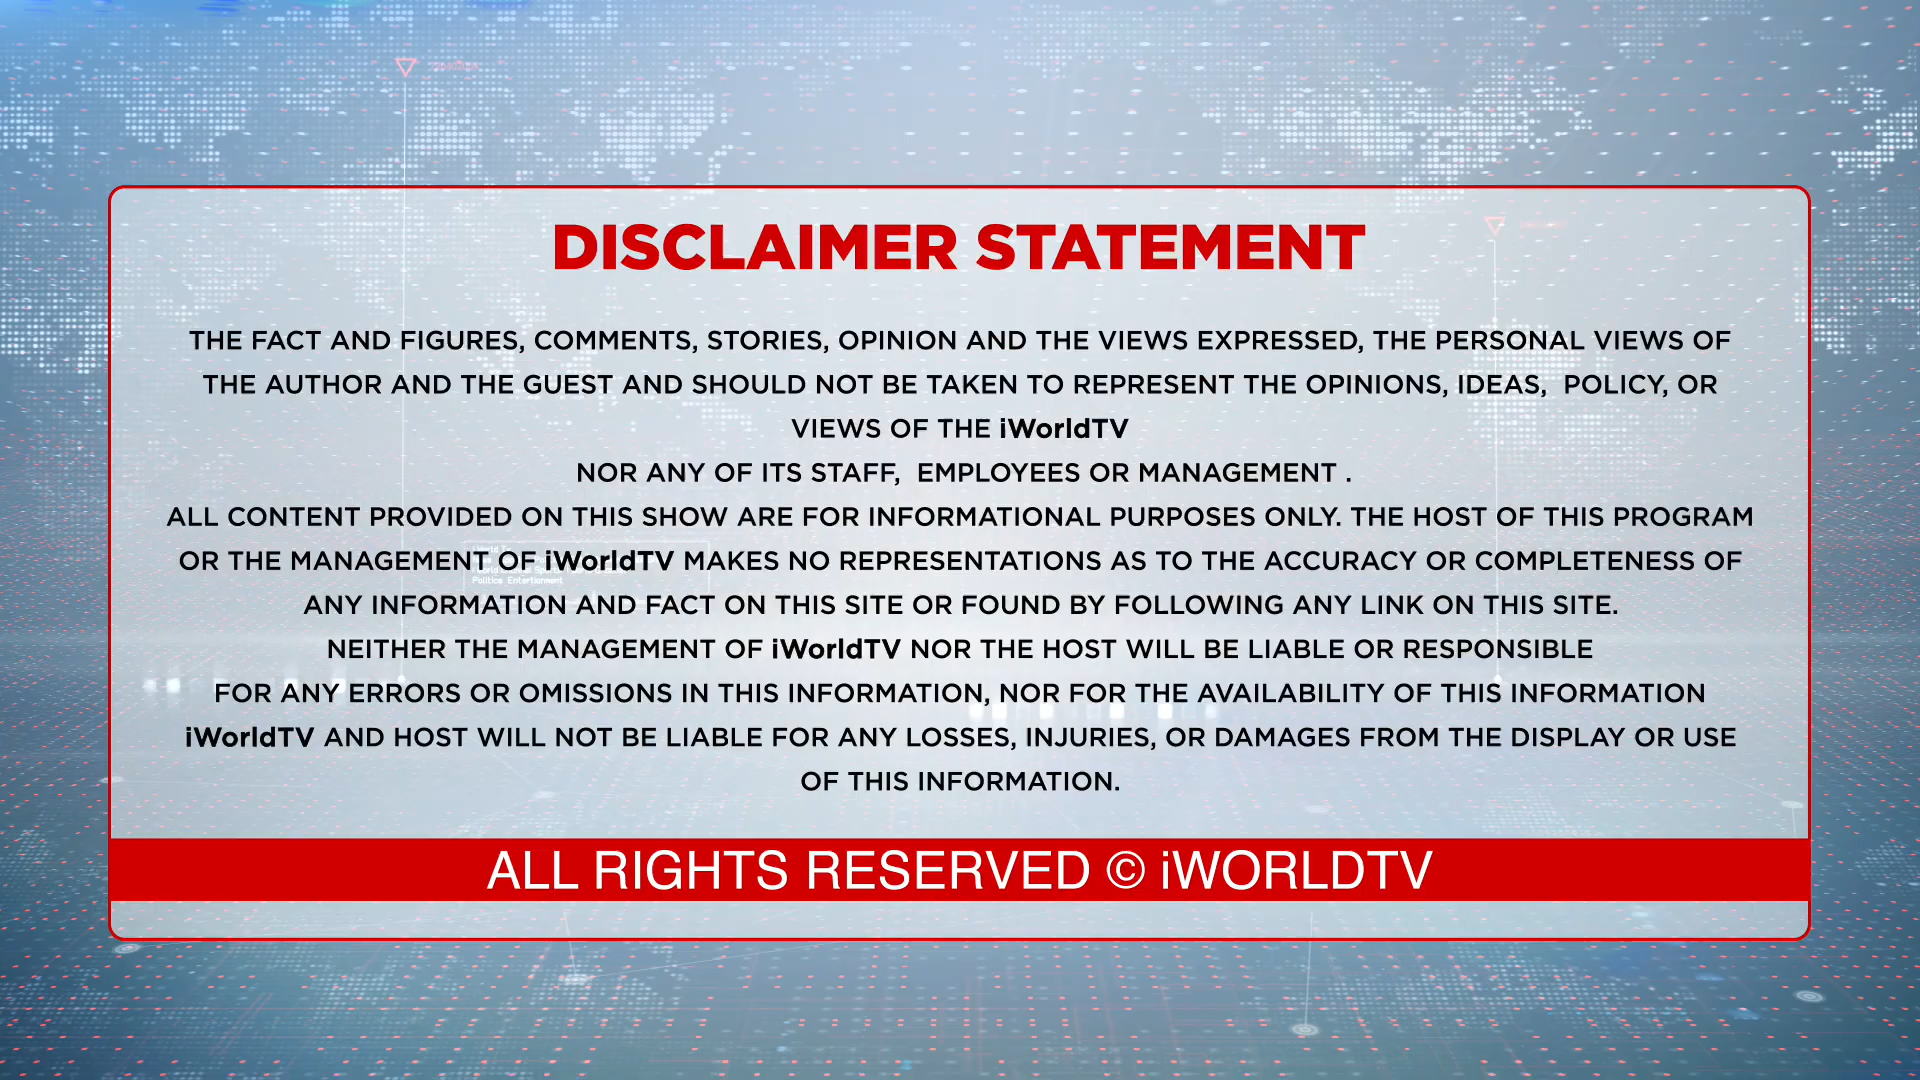 DISCLAIMER STATEMENT
THE FACT AND FIGURES, COMMENTS, STORIES, OPINION AND THE VIEWS EXPRESSED, THE PERSONAL VIEWS OF
THE AUTHOR AND THE GUEST AND SHOULD NOT BE TAKEN TO REPRESENT THE OPINIONS, IDEAS,  POLICY, OR
VIEWS OF THE iWorldTV
NOR ANY OF ITS STAFF,  EMPLOYEES OR MANAGEMENT .
ALL CONTENT PROVIDED ON THIS SHOW ARE FOR INFORMATIONAL PURPOSES ONLY. THE HOST OF THIS PROGRAM
OR THE MANAGEMENT OF iWorldTV MAKES NO REPRESENTATIONS AS TO THE ACCURACY OR COMPLETENESS OF
Politics Entertianment
ANY INFORMATION AND FACT ON THIS SITE OR FOUND BY FOLLOWING ANY LINK ON THIS SITE.
NEITHER THE MANAGEMENT OF iWorldTV NOR THE HOST WILL BE LIABLE OR RESPONSIBLE
FOR ANY ERRORS OR OMISSIONS IN THIS INFORMATION, NOR FOR THE AVAILABILITY OF THIS INFORMATION
iWorldTV AND HOST WILL NOT BE LIABLE FOR ANY LOSSES, INJURIES, OR DAMAGES FROM THE DISPLAY OR USE
OF THIS INFORMATION.
ALL RIGHTS RESERVED © iWORLDTV